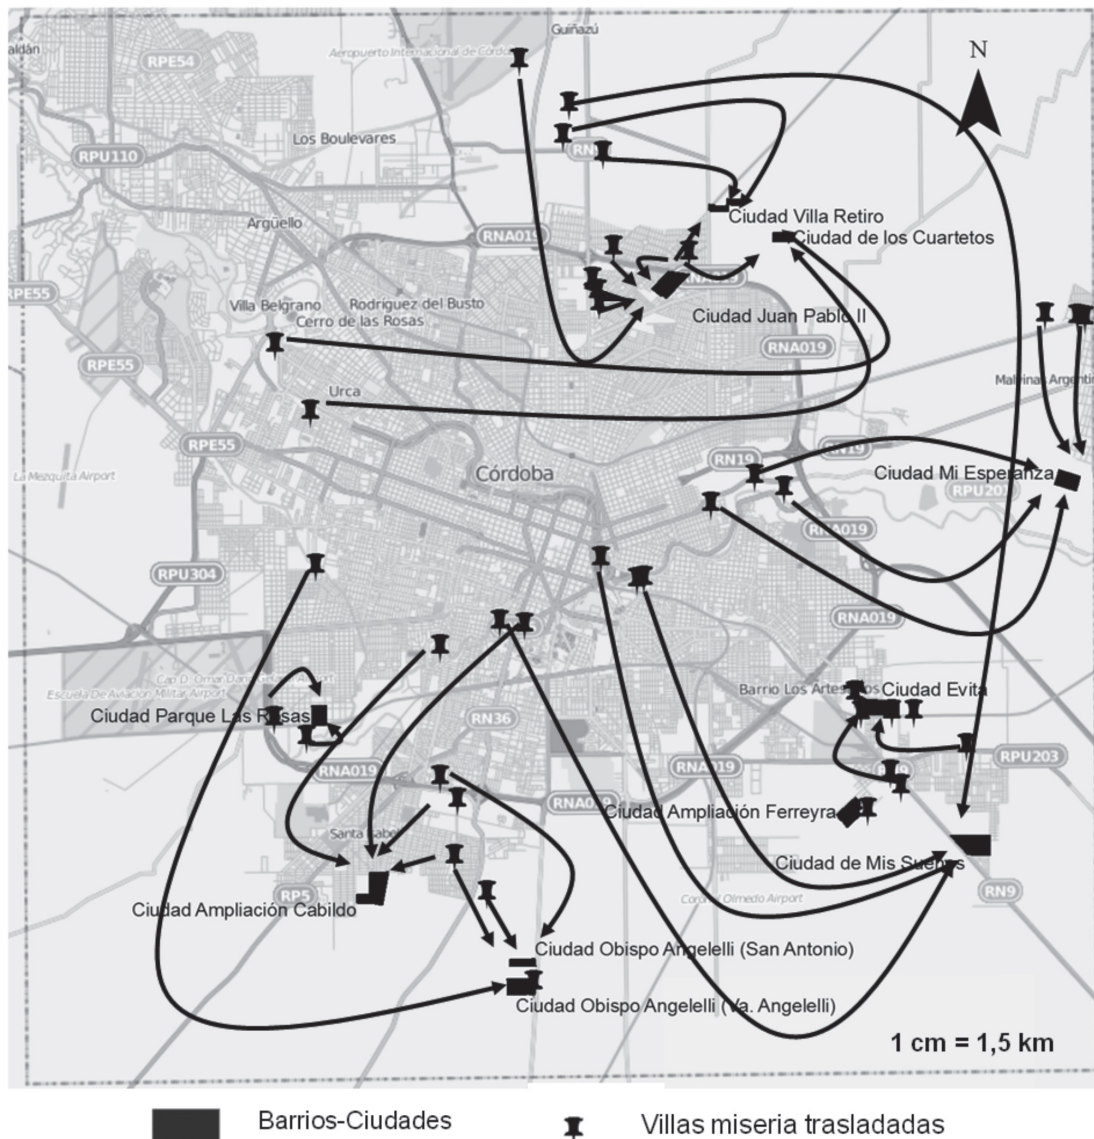 Guiñazú
aldán
RPE54
Aeropuerto Internacional de Córdo
N
Los Boulevares
RPU110
Argüello
Ciudad Villa Retiro
RNA019
Ciudad de los Cuartetos
RPE55
Villa Belgrano
Rodriguez del Busto
Cerro de las Rosas
Ciudad Juan Pablo II
RNA019
RPE55
Urca
RPE55
RN19
RN19
La Mezquita Airport
Córdoba
Ciudad Mi Esperanza
RNA019
RPU304
RNA019
Escuela De Aviacion Militar Airport
Barrio Los
Ciudad Evita
Ciudad Parque Las Rosas
RN36
RNA019
RNA019
RPU203
Ciudad Ampliación Ferreyra
Santa
Ciudad de Mis Sueños
RP5
RN9
Ciudad Ampliación Cabildo
Airport
Ciudad Obispo Angelelli (San Antonio)
Ciudad Obispo Angelelli (Va. Angelelli)
1 cm = 1,5 km
Barrios-Ciudades
Villas miseria trasladadas